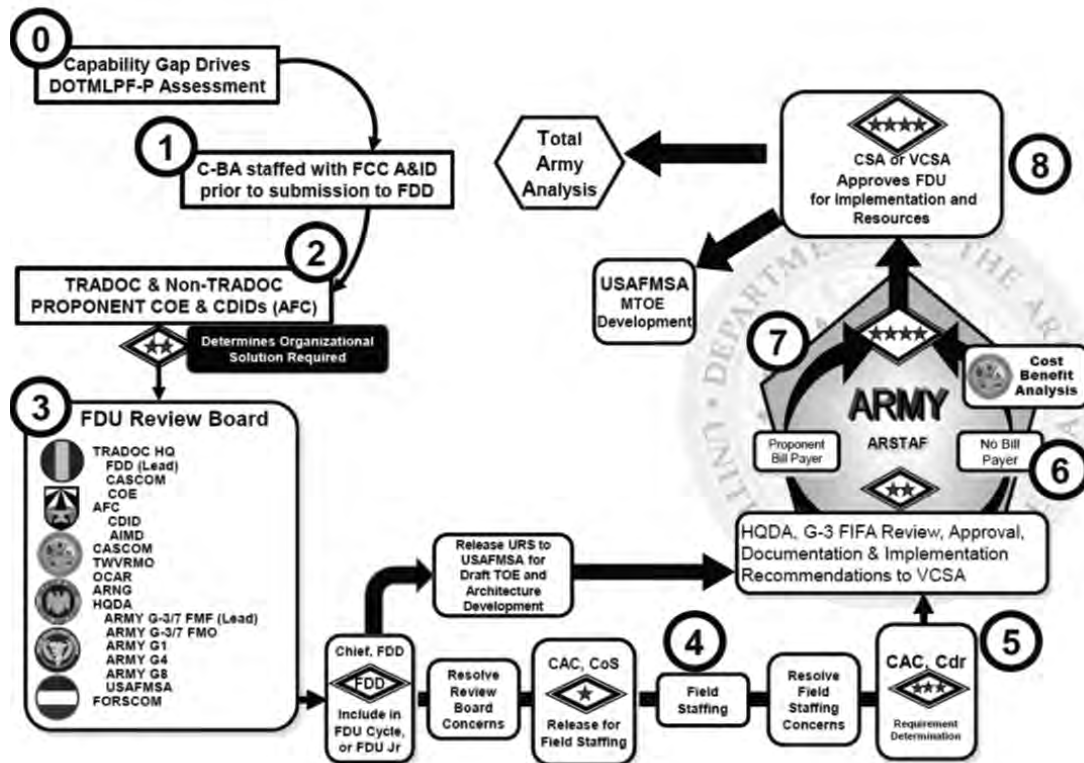 0
Capability Gap Drives
DOTMLPF-P Assessment
1
C-BA staffed with FCC A&ID
prior to submission to FDD
2
TRADOC & Non-TRADOC
PROPONENT COE & CDIDs (AFC)
Determines Organizational
Solution Required
3
FDU Review Board
TRADOC HQ
FDD (Lead)
CASCOM
COE
AFC
CDID
AIMD
CASCOM
TWVRMO
OCAR
ARNG
HQDA
ARMY G-3/7 FMF (Lead)
ARMY G-3/7 FMO
ARMY G1
ARMY G4
ARMY G8
USAFMSA
FORSCOM
Chief, FDD
FDD
Include in
FDU Cycle,
or FDU Jr
Release URS to
USAFMSA for
Draft TOE and
Architecture
Development
Resolve
Review
Board
Concerns
CAC, CoS
Release for
Field Staffing
4
Field
Staffing
Resolve
Field
Staffing
Concerns
5
CAC, Cdr
Requirement
Determination
HQDA, G-3 FIFA Review, Approval,
Documentation & Implementation
Recommendations to VCSA
6
Proponent
Bill Payer
No Bill
Payer
ARMY
ARSTAF
7
Cost
Benefit
Analysis
8
CSA or VCSA
Approves FDU
for Implementation and
Resources
Total
Army
Analysis
USAFMSA
MTOE
Development